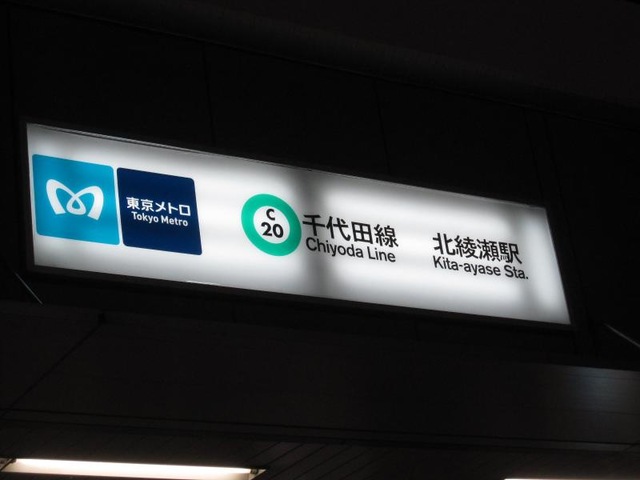 東京メトロ
Tokyo Metro
C
20
千代田線
Chiyoda Line
北綾瀬駅
Kita-ayase Sta.